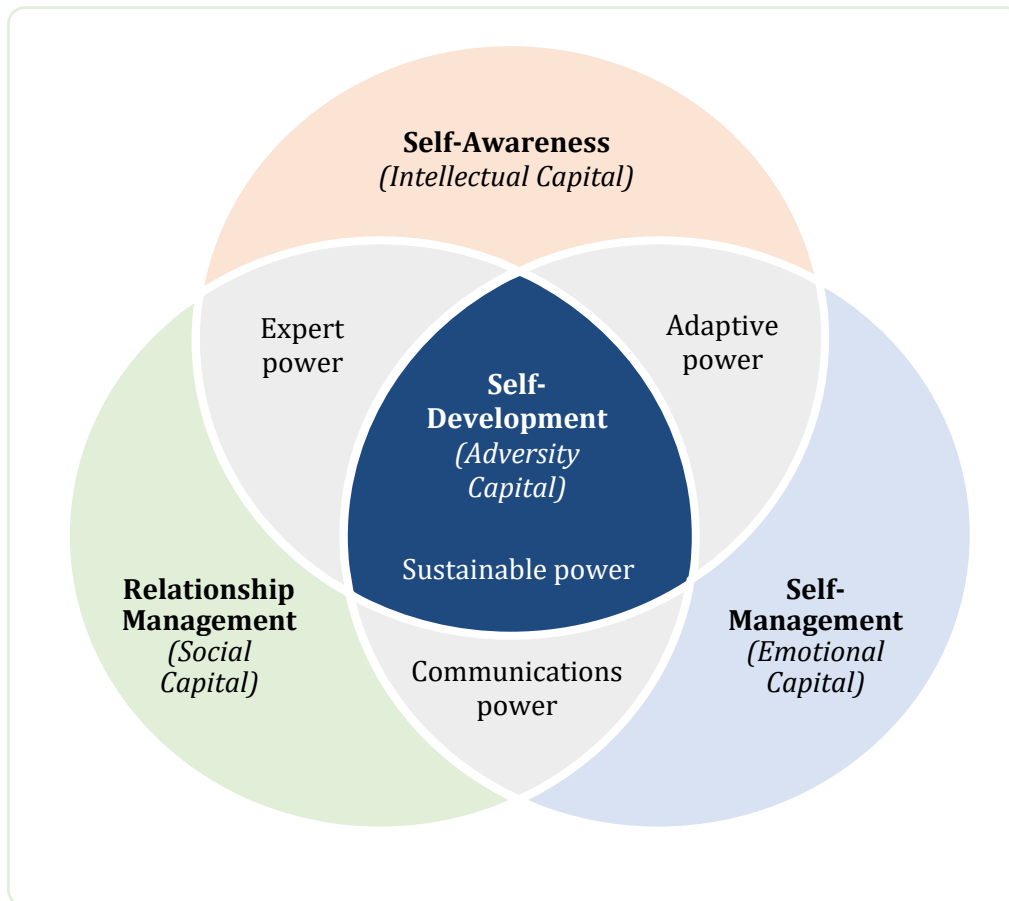 Self-Awareness
(Intellectual Capital)
Expert
power
Adaptive
power
Self-
Development
(Adversity
Capital)
Sustainable power
Relationship
Management
(Social
Capital)
Self-
Management
(Emotional
Capital)
Communications
power